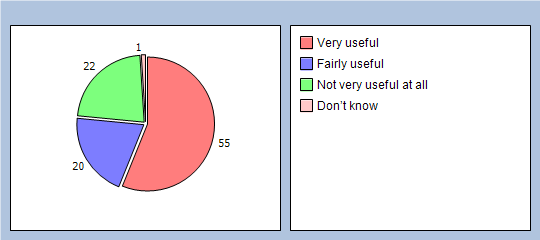 1
22
20
55
Very useful
Fairly useful
Not very useful at all
Don't know